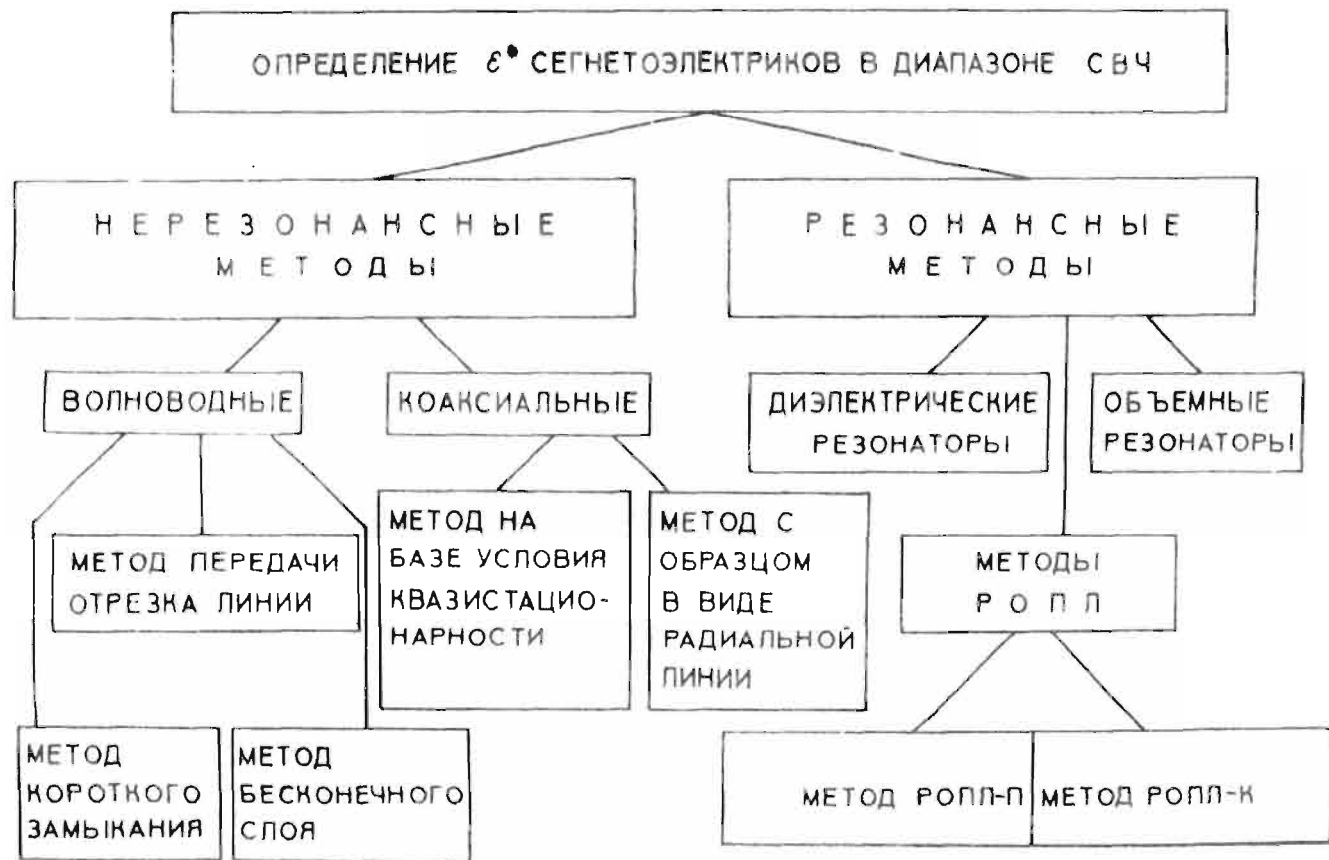 ОПРЕДЕЛЕНИЕ ε* СЕГНЕТОЭЛЕКТРИКОВ В ДИАПАЗОНЕ СВЧ
НЕРЕЗОНАНСНЫЕ
МЕТОДЫ
РЕЗОНАНСНЫЕ
МЕТОДЫ
ВОЛНОВОДНЫЕ
КОАКСИАЛЬНЫЕ
ДИЭЛЕКТРИЧЕСКИЕ
РЕЗОНАТОРЫ
ОБЪЕМНЫЕ
РЕЗОНАТОРЫ
МЕТОД ПЕРЕДАЧИ
ОТРЕЗКА ЛИНИИ
МЕТОД НА
БАЗЕ УСЛОВИЯ
КВАЗИСТАЦИО-
НАРНОСТИ
МЕТОД С
ОБРАЗЦОМ
В ВИДЕ
РАДИАЛЬНОЙ
ЛИНИИ
МЕТОДЫ
РОПЛ
МЕТОД
КОРОТКОГО
ЗАМЫКАНИЯ
МЕТОД
БЕСКОНЕЧНОГО
СЛОЯ
МЕТОД РОПЛ-П
МЕТОД РОПЛ-К